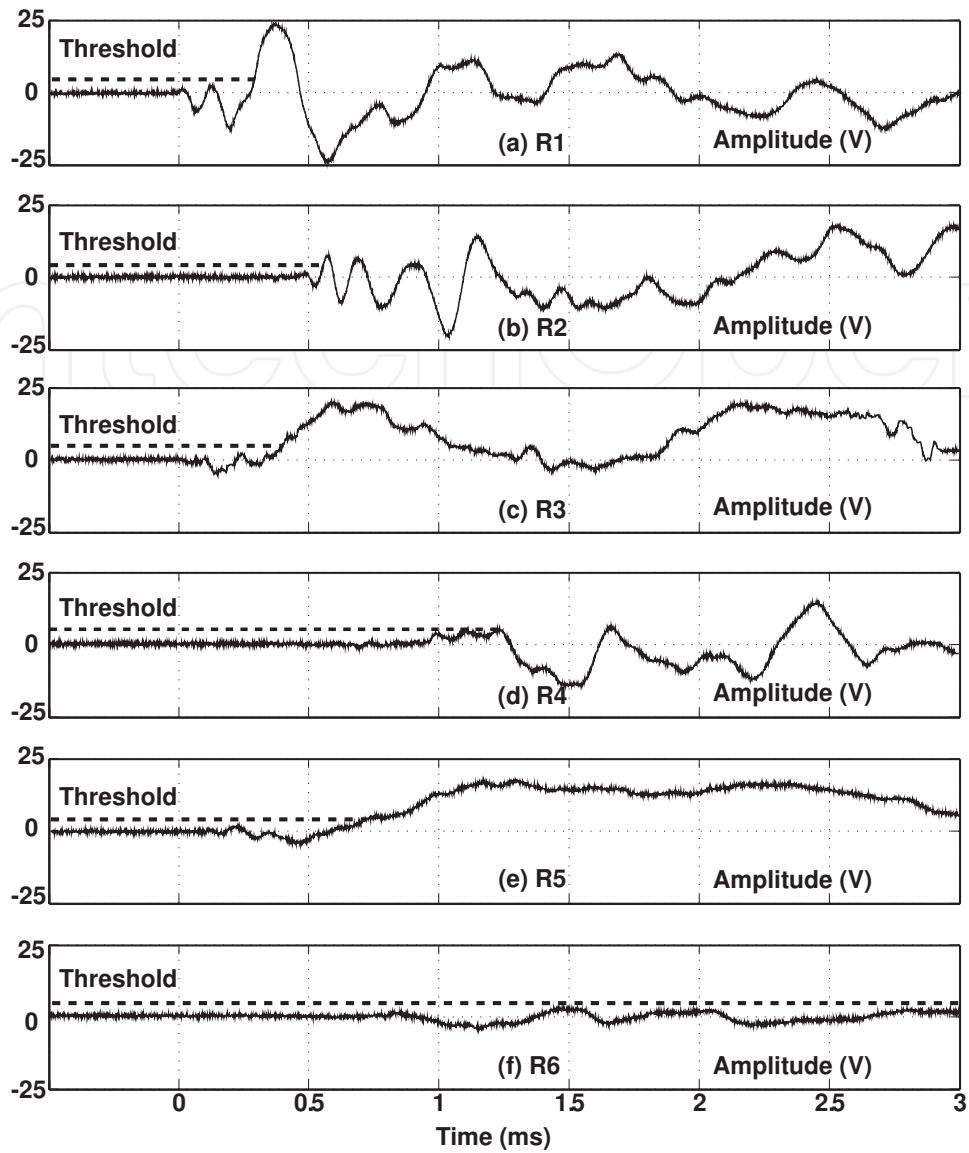 25
Threshold
0
-25
(a) R1
Amplitude (V)
25
Threshold
0
-25
(b) R2
Amplitude (V)
25
Threshold
0
-25
(c) R3
Amplitude (V)
25
Threshold
0
-25
(d) R4
Amplitude (V)
25
Threshold
0
-25
(e) R5
Amplitude (V)
25
Threshold
0
-25
(f) R6
Amplitude (V)
0 0.5 1 1.5 2 2.5 3
Time (ms)